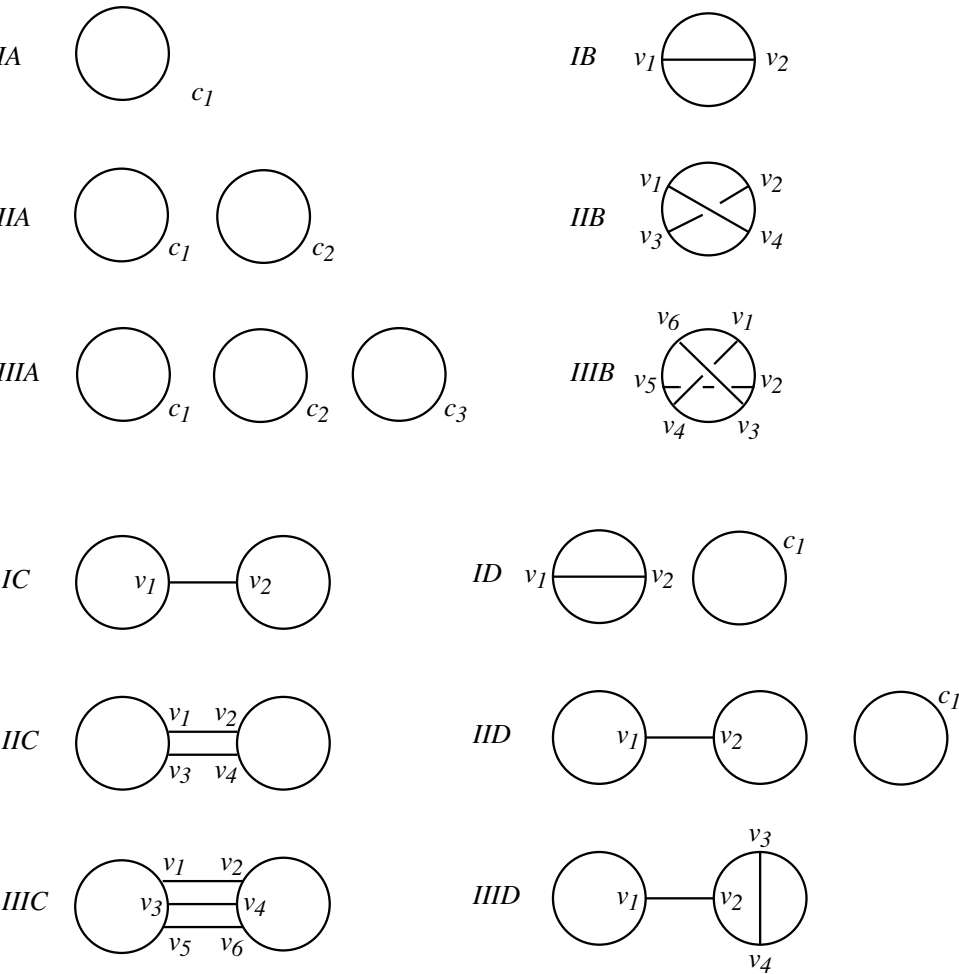 IA c1 IB v1 v2
IIA c1 c2 IIB v1 v2 v3 v4
IIIA c1 c2 c3 IIIB v6 v1 v5 v2 v4 v3
IC v1 v2 ID v1 v2 c1
IIC v1 v2 v3 v4 IID v1 v2 c1
IIIC v1 v2 v3 v4 v5 v6 IIID v1 v2 v3 v4